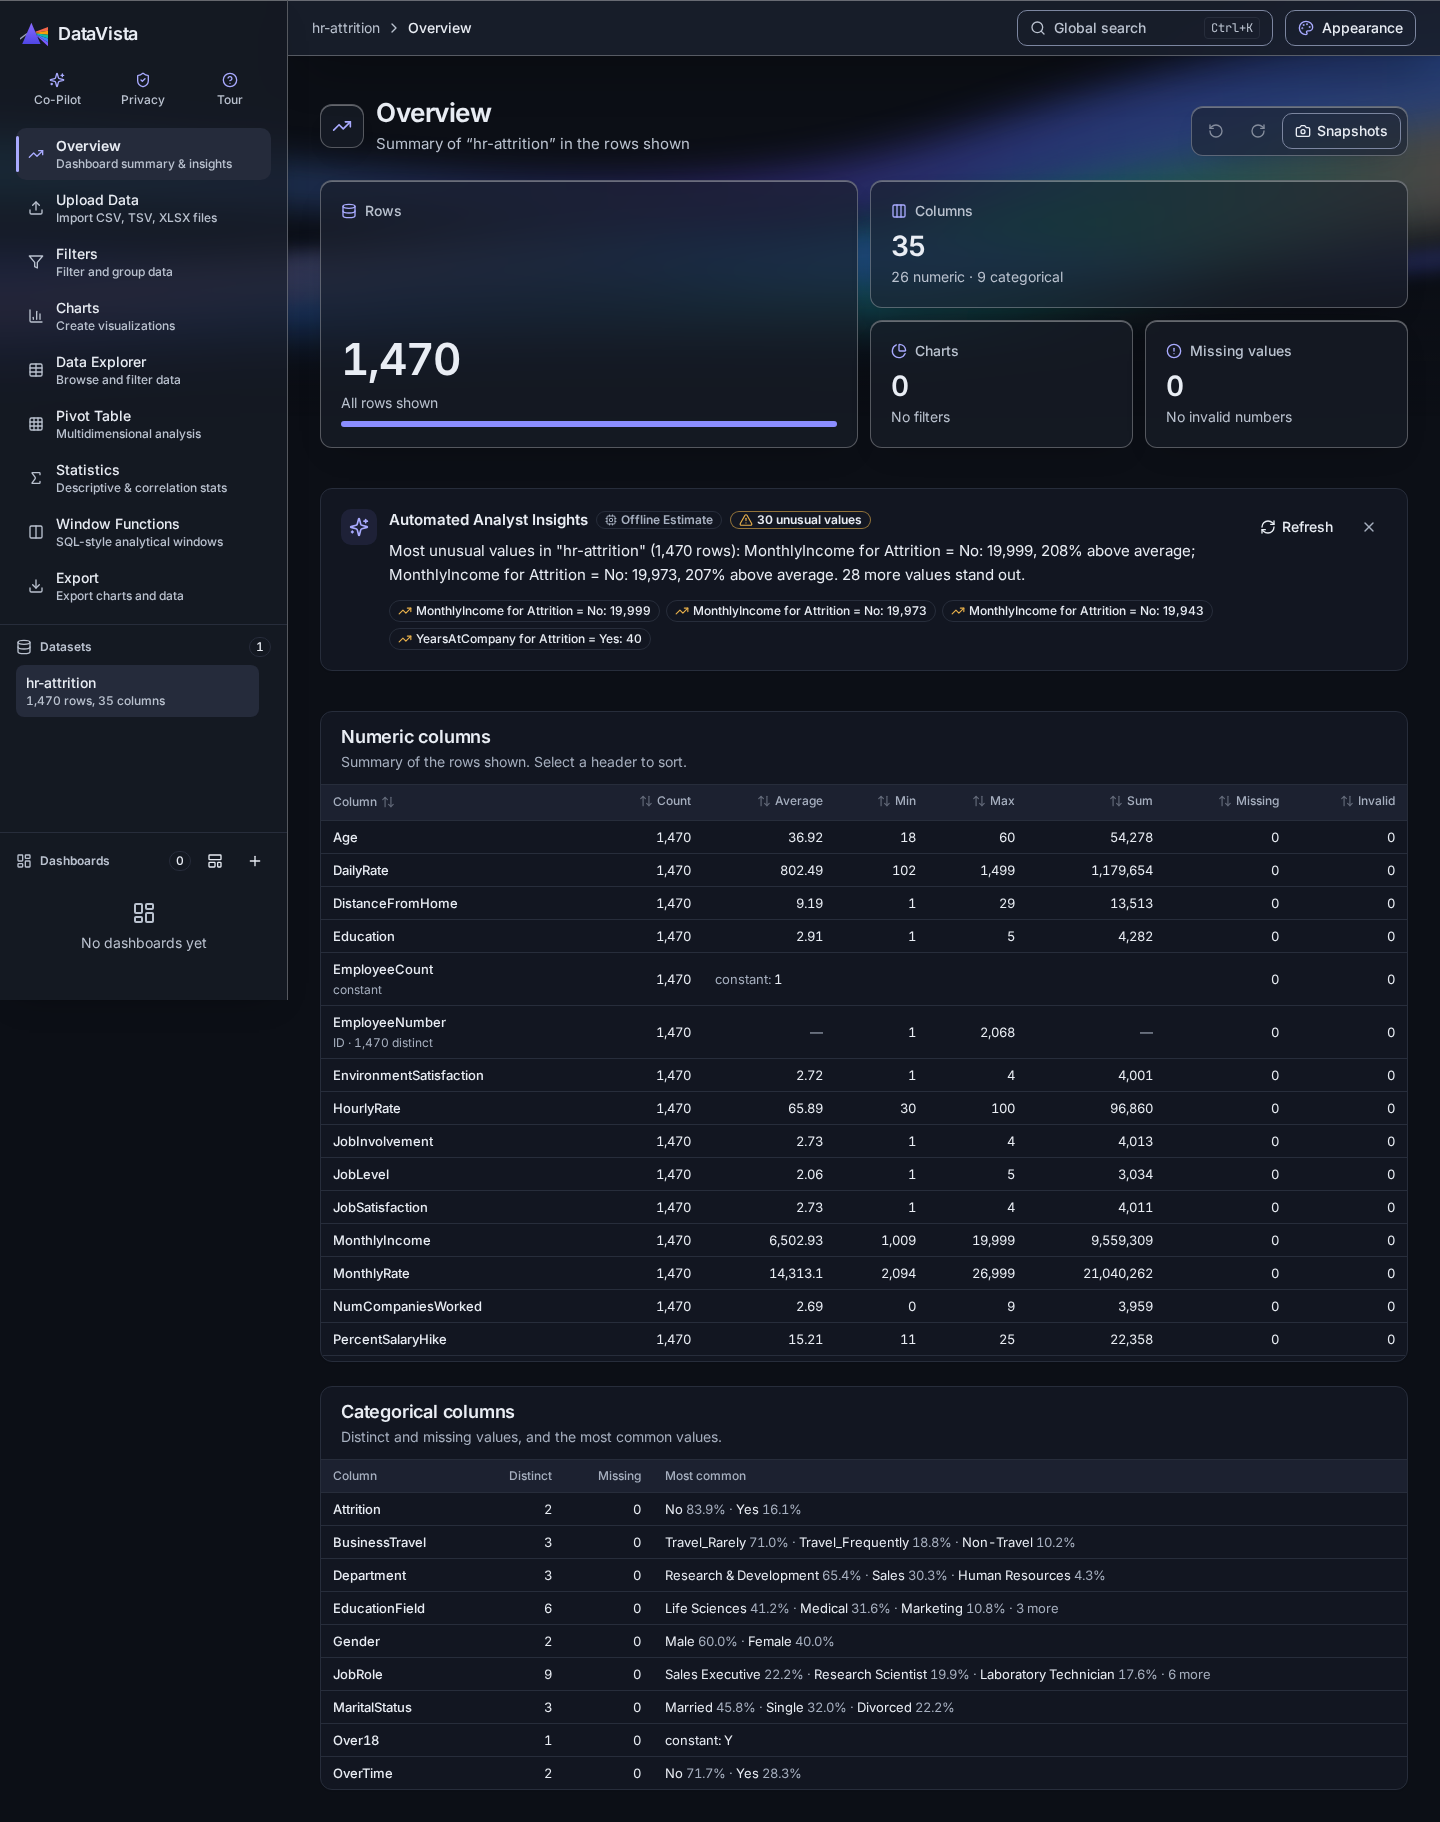 DataVista
Co-Pilot Privacy Tour
Overview
Dashboard summary & insights
Upload Data
Import CSV, TSV, XLSX files
Filters
Filter and group data
Charts
Create visualizations
Data Explorer
Browse and filter data
Pivot Table
Multidimensional analysis
Statistics
Descriptive & correlation stats
Window Functions
SQL-style analytical windows
Export
Export charts and data
Datasets 1
hr-attrition
1,470 rows, 35 columns
Dashboards 0
No dashboards yet
hr-attrition > Overview Global search Ctrl+K Appearance
Overview
Summary of “hr-attrition” in the rows shown
Snapshots
Rows
1,470
All rows shown
Columns
35
26 numeric · 9 categorical
Charts
0
No filters
Missing values
0
No invalid numbers
Automated Analyst Insights Offline Estimate 30 unusual values Refresh
Most unusual values in "hr-attrition" (1,470 rows): MonthlyIncome for Attrition = No: 19,999, 208% above average;
MonthlyIncome for Attrition = No: 19,973, 207% above average. 28 more values stand out.
MonthlyIncome for Attrition = No: 19,999 MonthlyIncome for Attrition = No: 19,973 MonthlyIncome for Attrition = No: 19,943
YearsAtCompany for Attrition = Yes: 40
Numeric columns
Summary of the rows shown. Select a header to sort.
Column Count Average Min Max Sum Missing Invalid
Age 1,470 36.92 18 60 54,278 0 0
DailyRate 1,470 802.49 102 1,499 1,179,654 0 0
DistanceFromHome 1,470 9.19 1 29 13,513 0 0
Education 1,470 2.91 1 5 4,282 0 0
EmployeeCount 1,470 constant: 1 0 0
constant
EmployeeNumber 1,470 — 1 2,068 — 0 0
ID · 1,470 distinct
EnvironmentSatisfaction 1,470 2.72 1 4 4,001 0 0
HourlyRate 1,470 65.89 30 100 96,860 0 0
JobInvolvement 1,470 2.73 1 4 4,013 0 0
JobLevel 1,470 2.06 1 5 3,034 0 0
JobSatisfaction 1,470 2.73 1 4 4,011 0 0
MonthlyIncome 1,470 6,502.93 1,009 19,999 9,559,309 0 0
MonthlyRate 1,470 14,313.1 2,094 26,999 21,040,262 0 0
NumCompaniesWorked 1,470 2.69 0 9 3,959 0 0
PercentSalaryHike 1,470 15.21 11 25 22,358 0 0
Categorical columns
Distinct and missing values, and the most common values.
Column Distinct Missing Most common
Attrition 2 0 No 83.9% · Yes 16.1%
BusinessTravel 3 0 Travel_Rarely 71.0% · Travel_Frequently 18.8% · Non-Travel 10.2%
Department 3 0 Research & Development 65.4% · Sales 30.3% · Human Resources 4.3%
EducationField 6 0 Life Sciences 41.2% · Medical 31.6% · Marketing 10.8% · 3 more
Gender 2 0 Male 60.0% · Female 40.0%
JobRole 9 0 Sales Executive 22.2% · Research Scientist 19.9% · Laboratory Technician 17.6% · 6 more
MaritalStatus 3 0 Married 45.8% · Single 32.0% · Divorced 22.2%
Over18 1 0 constant: Y
OverTime 2 0 No 71.7% · Yes 28.3%